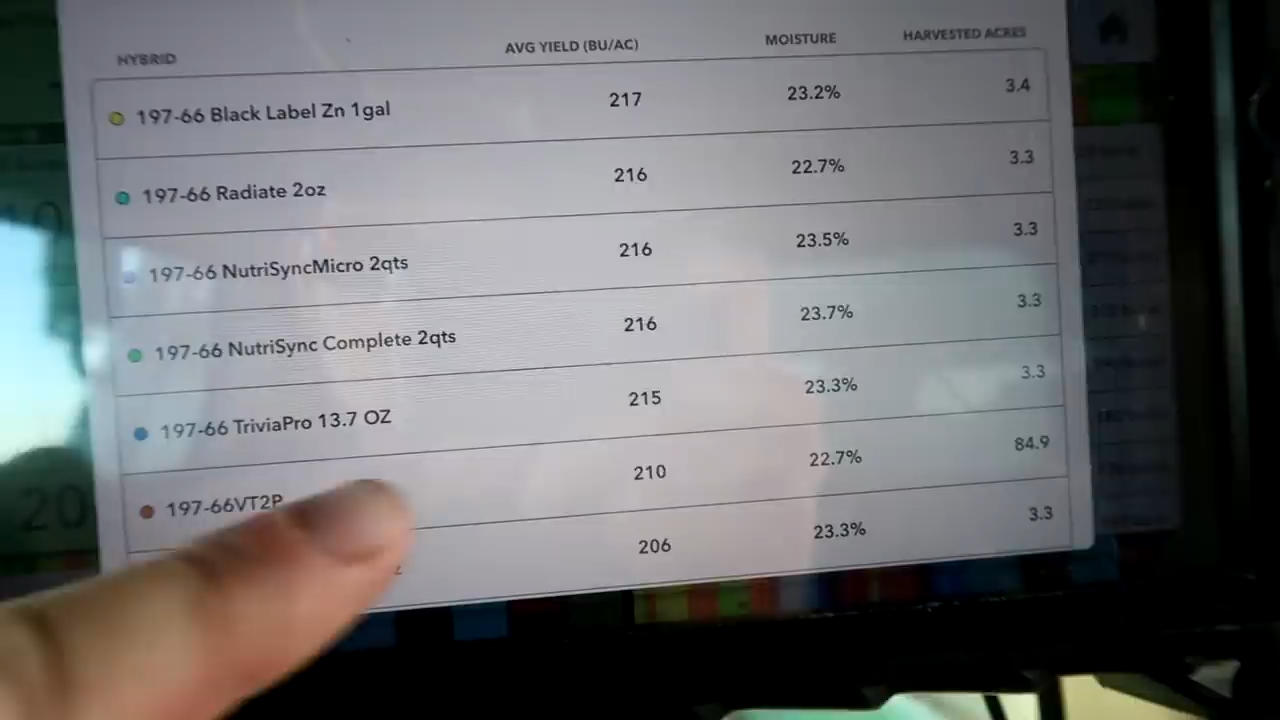 HYBRID AVG YIELD (BU/AC) MOISTURE HARVESTED ACRES
197-66 Black Label Zn 1gal 217 23.2% 3.4
197-66 Radiate 2oz 216 22.7% 3.3
197-66 NutriSyncMicro 2qts 216 23.5% 3.3
197-66 NutriSync Complete 2qts 216 23.7% 3.3
197-66 TriviaPro 13.7 OZ 215 23.3% 3.3
197-66VT2P 210 22.7% 84.9
206 23.3% 3.3
20